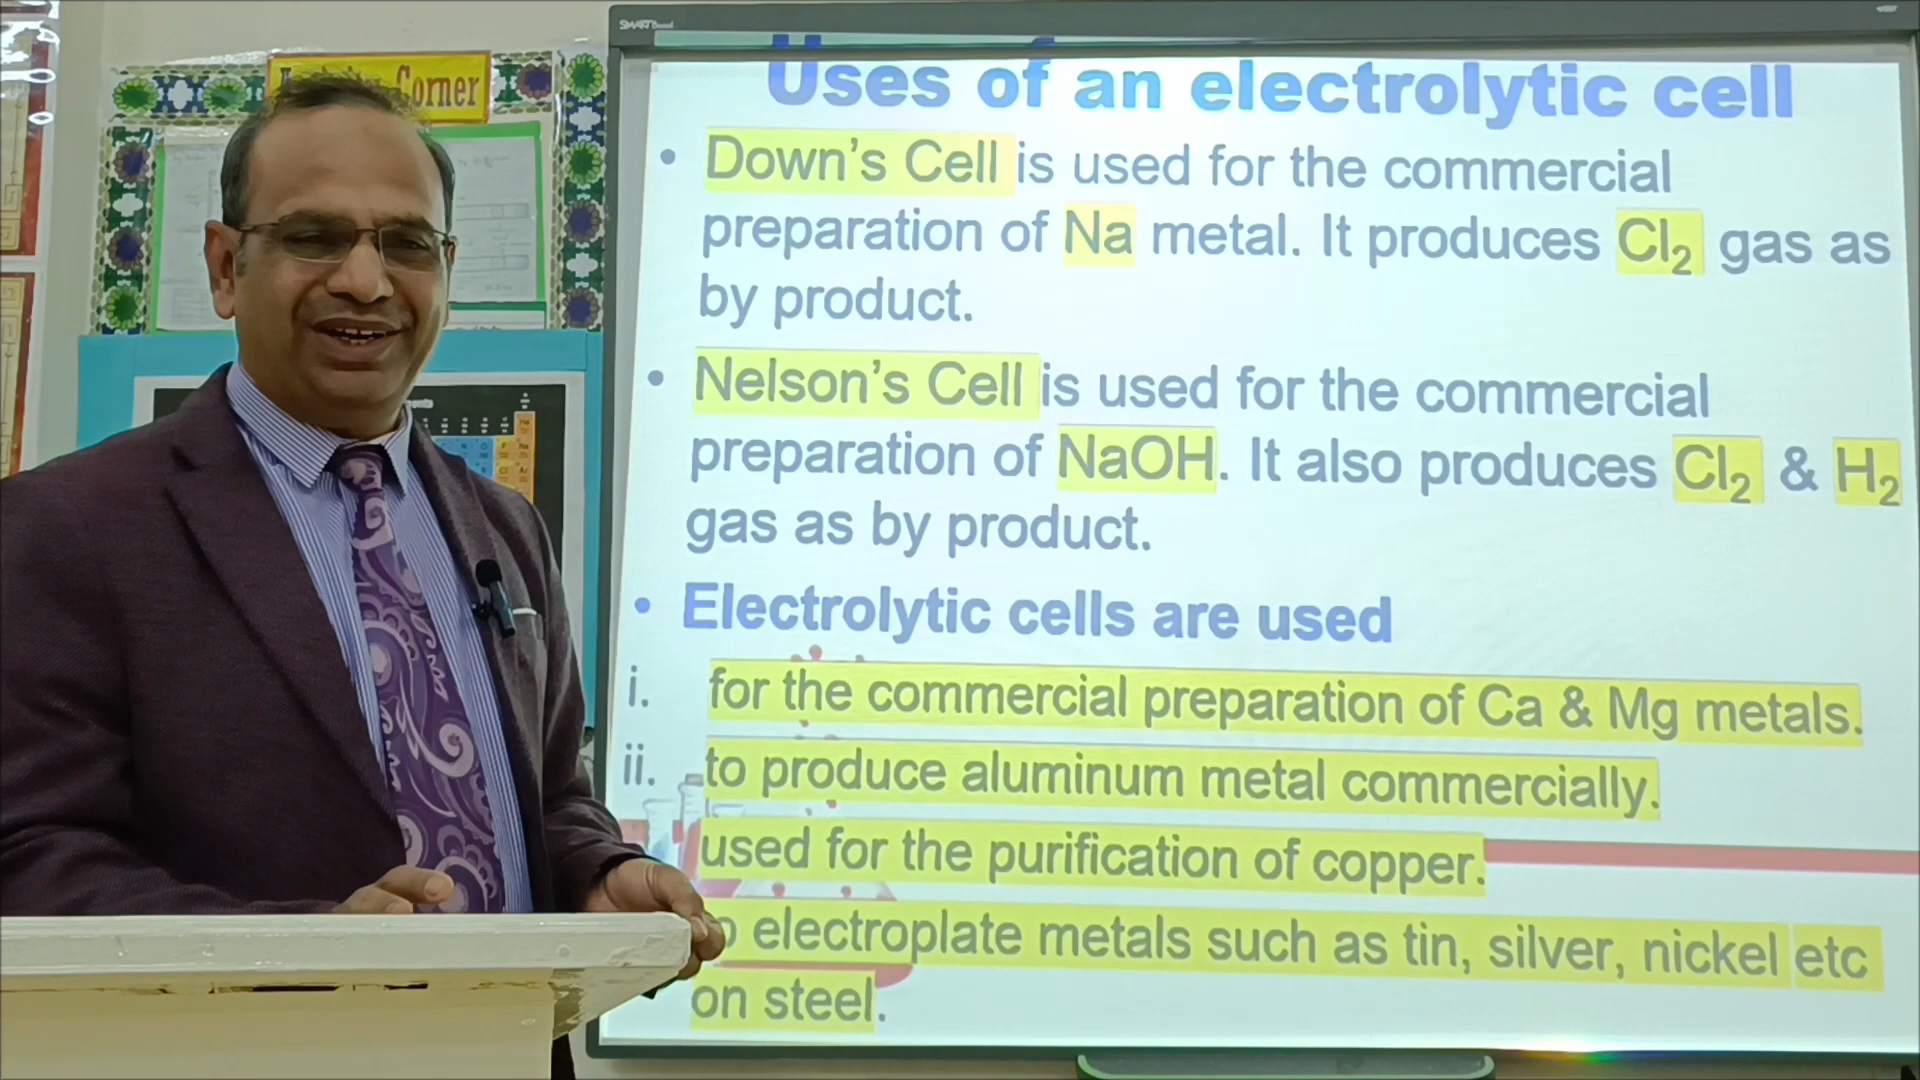 SMART Board
Corner
Uses of an electrolytic cell
• Down's Cell is used for the commercial
preparation of Na metal. It produces Cl₂ gas as
by product.
• Nelson's Cell is used for the commercial
preparation of NaOH. It also produces Cl₂ & H₂
gas as by product.
• Electrolytic cells are used
i. for the commercial preparation of Ca & Mg metals.
ii. to produce aluminum metal commercially.
used for the purification of copper.
electroplate metals such as tin, silver, nickel etc
on steel.